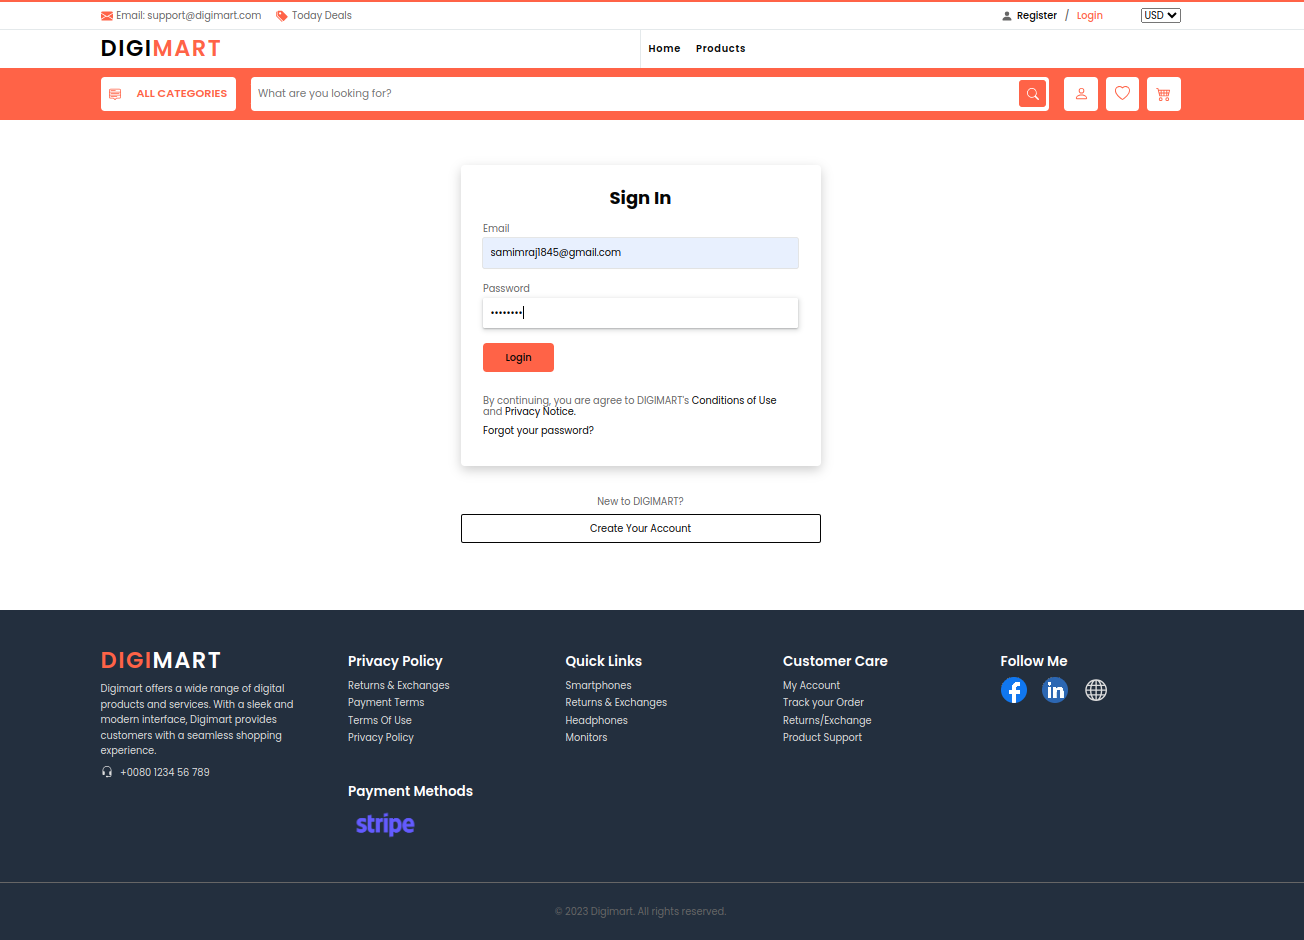 Email: support@digimart.com Today Deals Register / Login USD
DIGIMART Home Products
ALL CATEGORIES What are you looking for?
Sign In
Email
samimraj1845@gmail.com
Password
••••••••
Login
By continuing, you are agree to DIGIMART's Conditions of Use
and Privacy Notice.
Forgot your password?
New to DIGIMART?
Create Your Account
DIGIMART
Digimart offers a wide range of digital
products and services. With a sleek and
modern interface, Digimart provides
customers with a seamless shopping
experience.
+0080 1234 56 789
Privacy Policy
Returns & Exchanges
Payment Terms
Terms Of Use
Privacy Policy
Quick Links
Smartphones
Returns & Exchanges
Headphones
Monitors
Customer Care
My Account
Track your Order
Returns/Exchange
Product Support
Follow Me
f in
Payment Methods
stripe
© 2023 Digimart. All rights reserved.